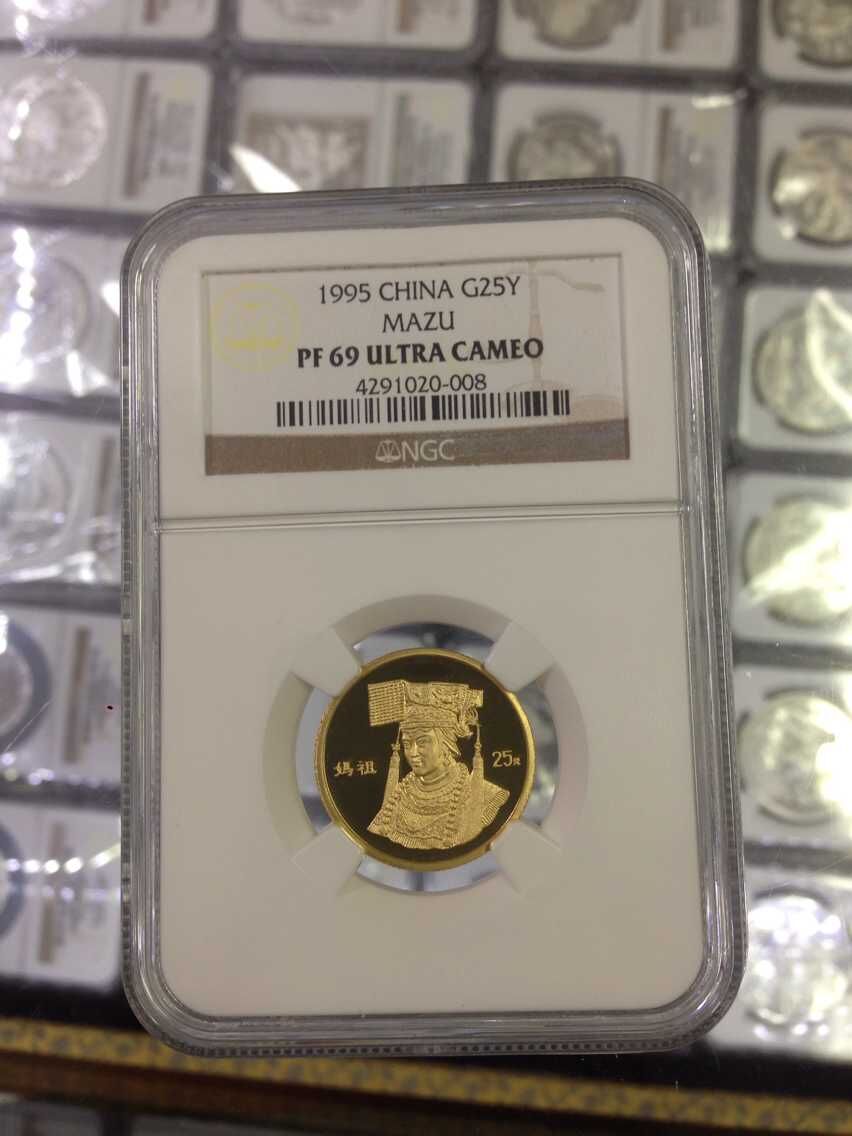 1995 CHINA G25Y
MAZU
PF 69 ULTRA CAMEO
4291020-008
NGC
媽祖
25元